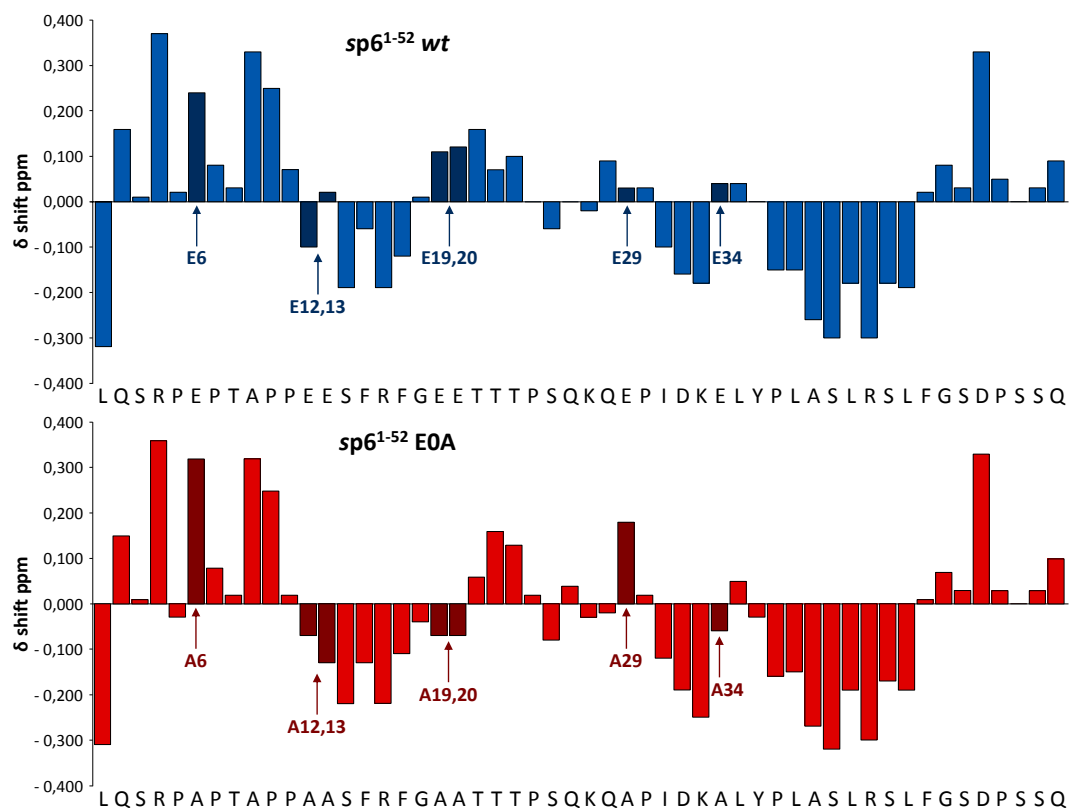 0,400
sp6¹⁻⁵² wt
0,300
0,200
0,100
δ shift ppm
0,000
- 0,100
E6
E19,20
E29
E34
- 0,200
E12,13
- 0,300
- 0,400
L Q S R P E P T A P P E E S F R F G E E T T T P S Q K Q E P I D K E L Y P L A S L R S L F G S D P S S Q
0,400
sp6¹⁻⁵² E0A
0,300
0,200
0,100
δ shift ppm
0,000
- 0,100
A6
A29
A34
- 0,200
A19,20
A12,13
- 0,300
- 0,400
L Q S R P A P T A P P A A S F R F G A A T T T P S Q K Q A P I D K A L Y P L A S L R S L F G S D P S S Q